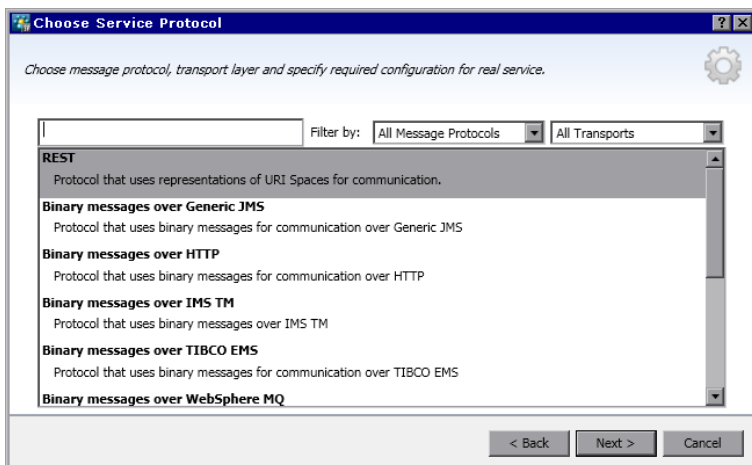 Choose Service Protocol
?
Choose message protocol, transport layer and specify required configuration for real service.
Filter by: All Message Protocols All Transports
REST
Protocol that uses representations of URI Spaces for communication.
Binary messages over Generic JMS
Protocol that uses binary messages for communication over Generic JMS
Binary messages over HTTP
Protocol that uses binary messages for communication over HTTP
Binary messages over IMS TM
Protocol that uses binary messages over IMS TM
Binary messages over TIBCO EMS
Protocol that uses binary messages for communication over TIBCO EMS
Binary messages over WebSphere MQ
< Back Next > Cancel